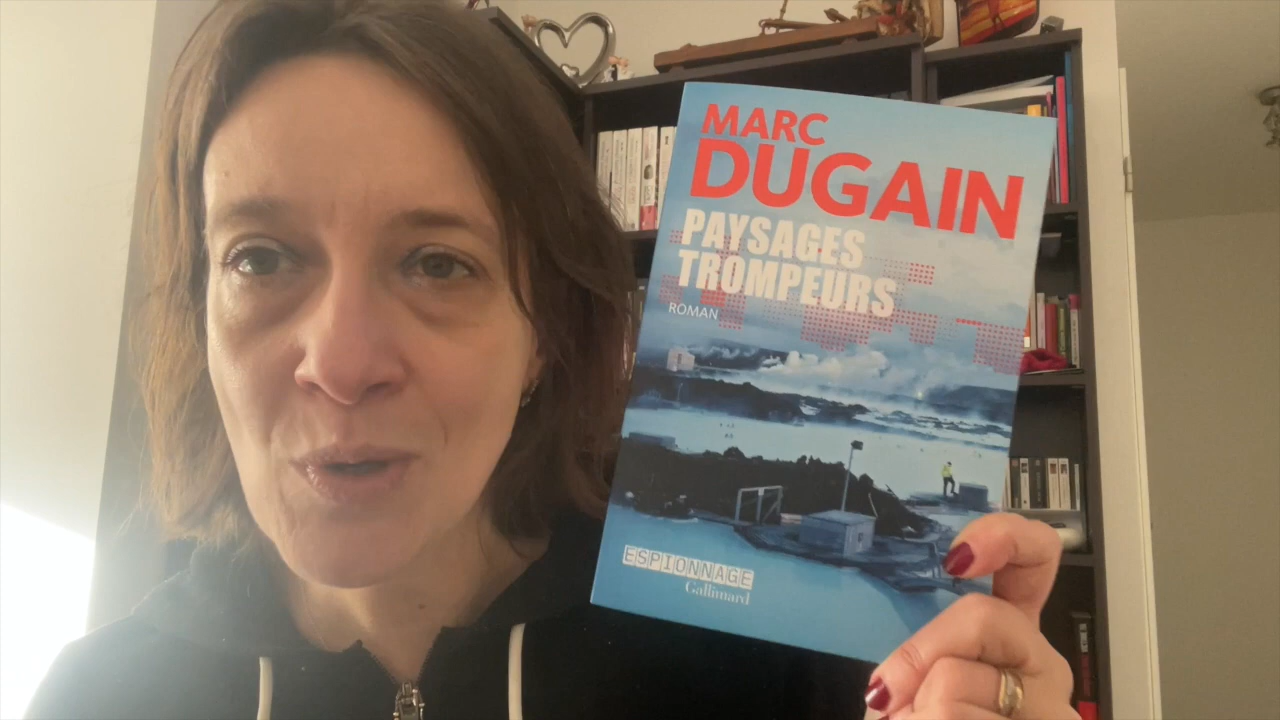 MARC
DUGAIN
PAYSAGES
TROMPEURS
ROMAN
ESPIONNAGE
Gallimard